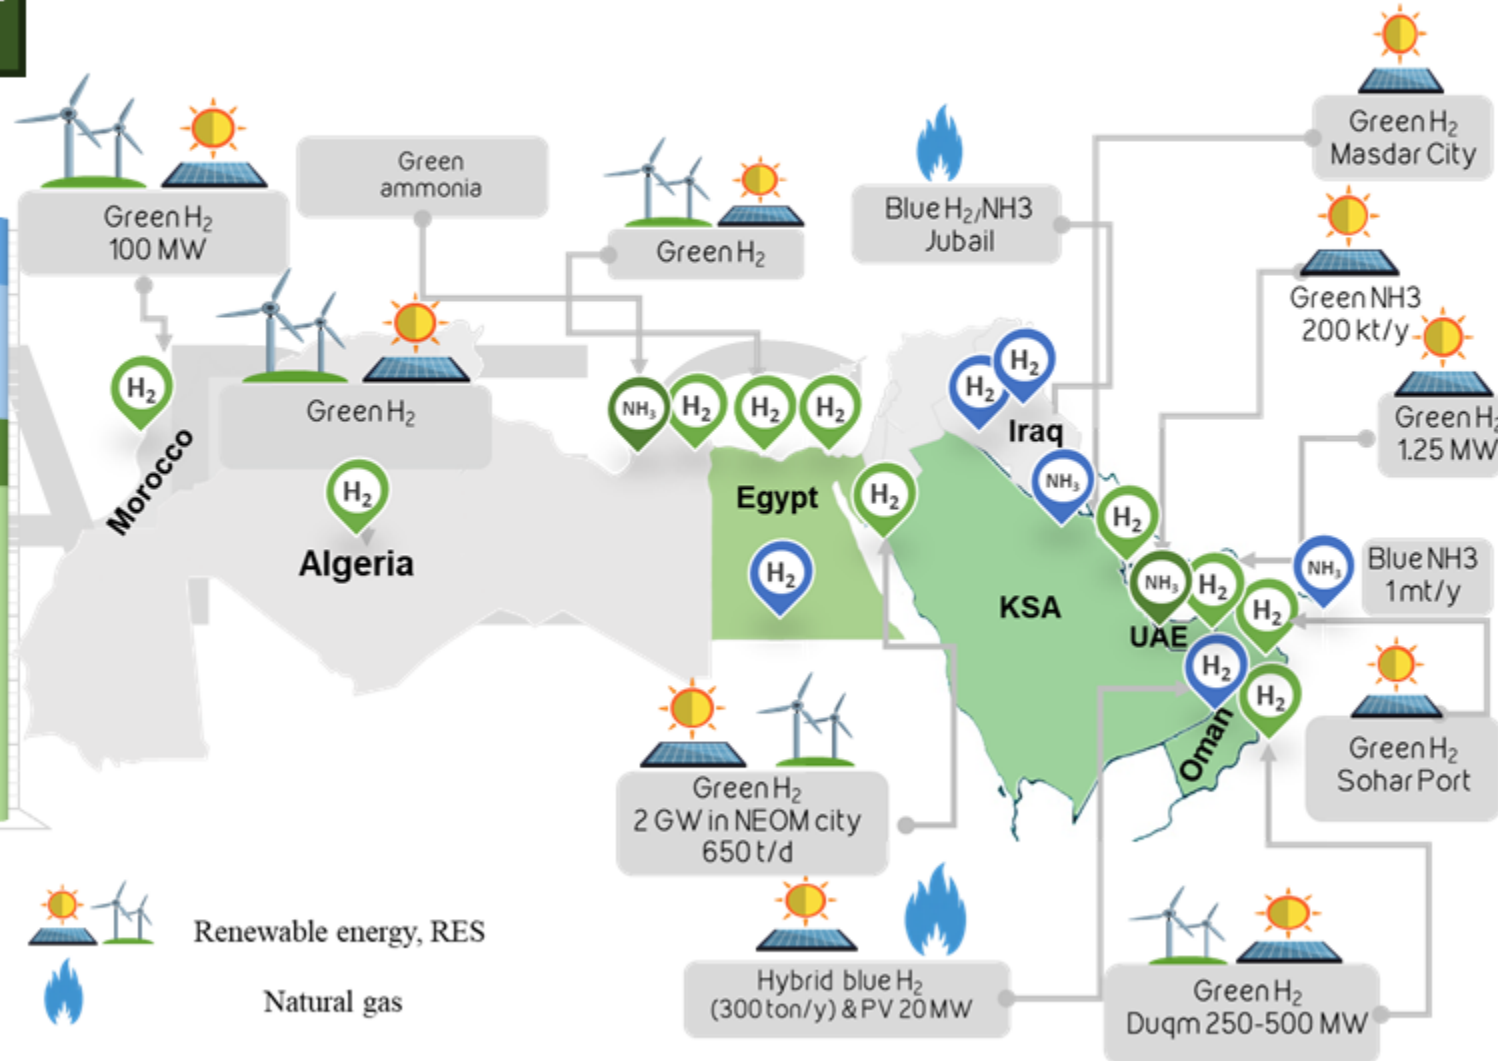 Green H₂
Masdar City
Green H₂
100 MW
Green
ammonia
Green H₂
Blue H₂/NH3
Jubail
Green NH3
200 kt/y
Green H₂
Green H₂
1.25 MW
H₂
NH₃
H₂
H₂
H₂
H₂
H₂
Iraq
Morocco
H₂
Algeria
Egypt
H₂
H₂
NH₃
H₂
KSA
NH₃
H₂
H₂
NH₃
Blue NH3
1mt/y
UAE
H₂
H₂
Oman
Green H₂
Sohar Port
Green H₂
2 GW in NEOM city
650 t/d
Renewable energy, RES
Natural gas
Hybrid blue H₂
(300 ton/y) & PV 20 MW
Green H₂
Duqm 250-500 MW